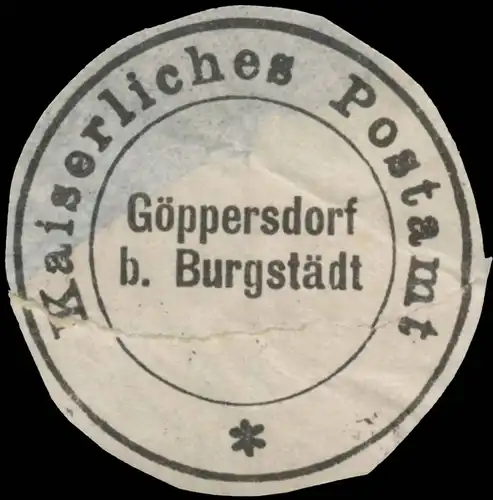 Kaiserliches Postamt
Göppersdorf
b. Burgstädt
*